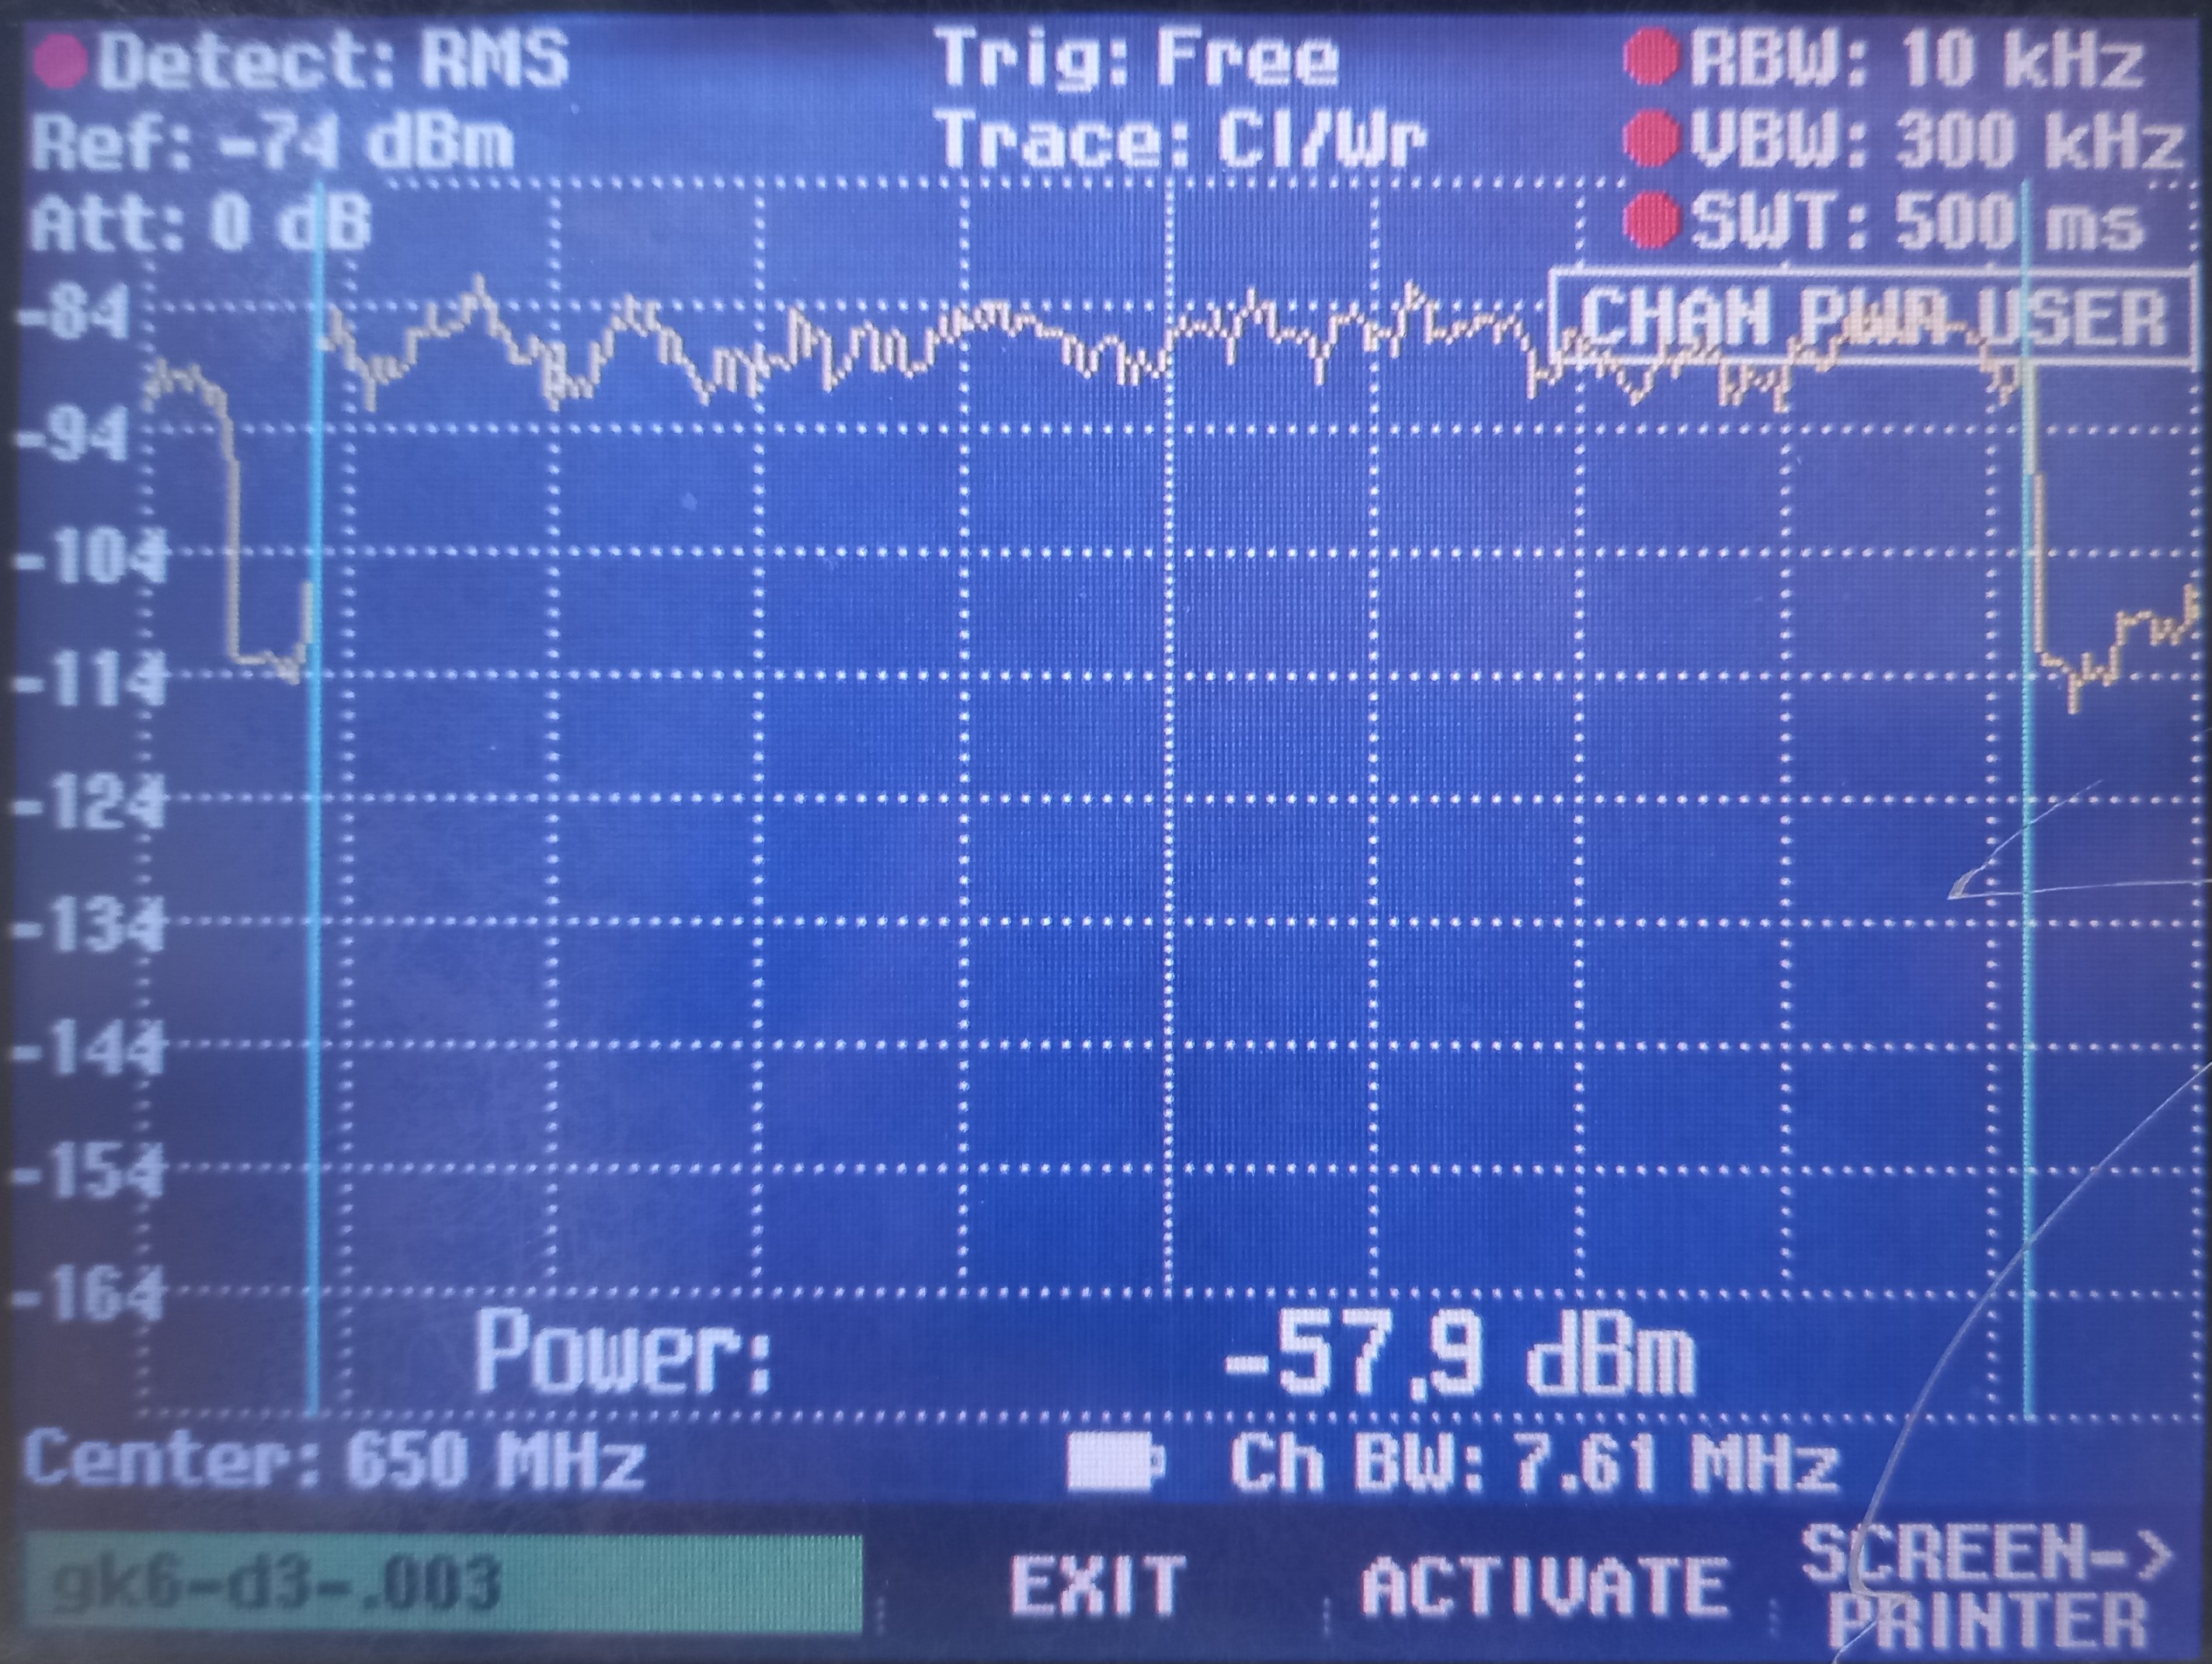 Detect: RMS Trig: Free RBW: 10 kHz
Ref: -74 dBm Trace: Cl/Wr VBW: 300 kHz
Att: 0 dB SWT: 500 ms
-84 CHAN PWR USER
-94
-104
-114
-124
-134
-144
-154
-164
Power: -57.9 dBm
Center: 650 MHz Ch BW: 7.61 MHz
gk6-d3-.003 EXIT ACTIVATE SCREEN->
PRINTER